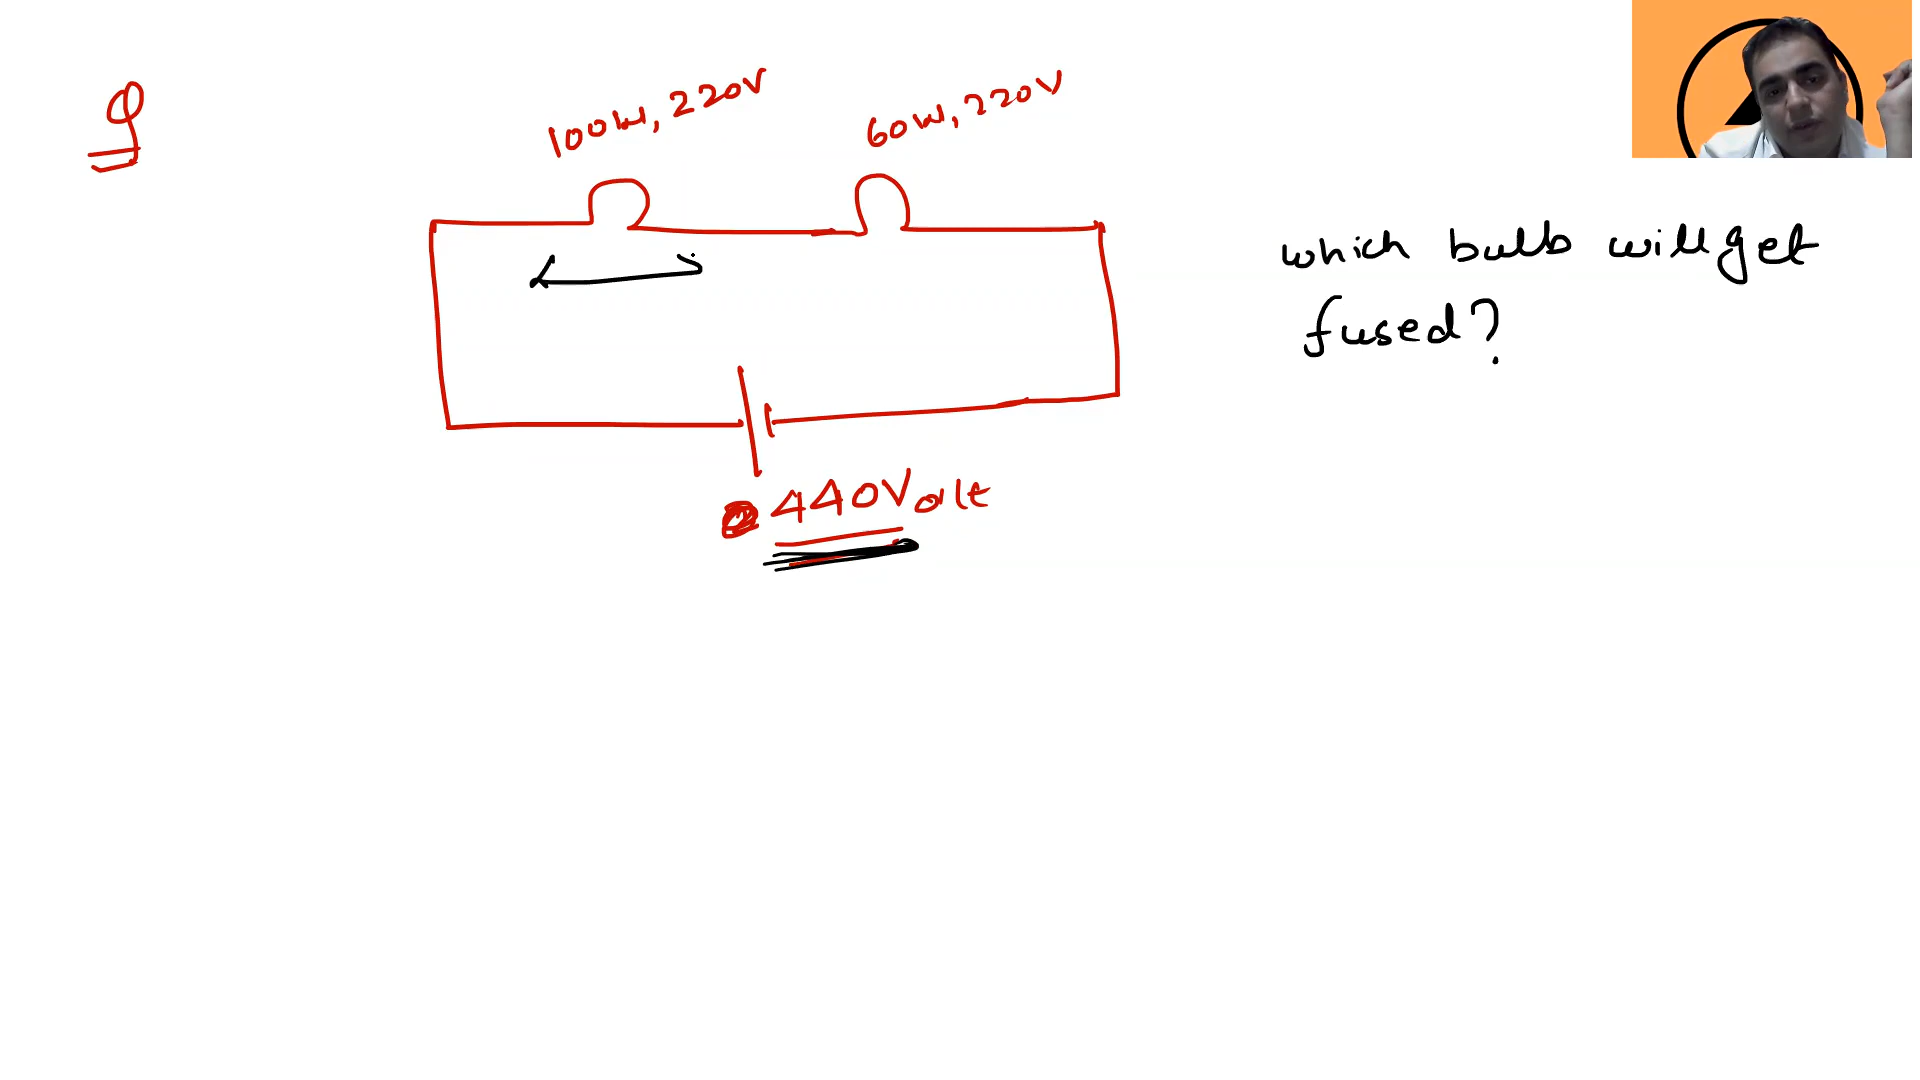 Q
100W, 220V
60W, 220V
which bulb will get
fused?
440Volt